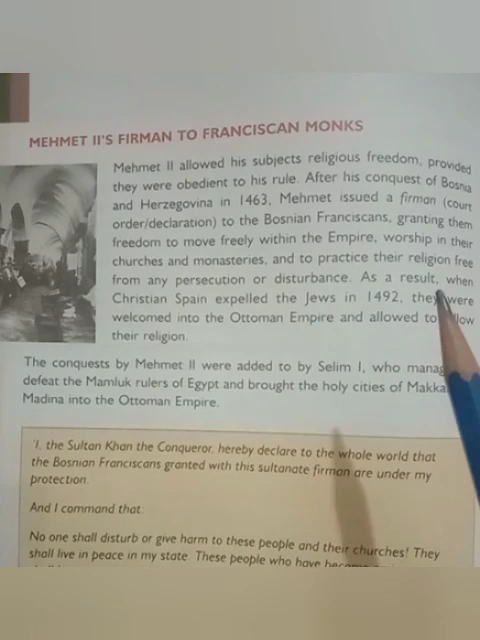 MEHMET II'S FIRMAN TO FRANCISCAN MONKS
Mehmet II allowed his subjects religious freedom, provided
they were obedient to his rule. After his conquest of Bosnia
and Herzegovina in 1463, Mehmet issued a firman (court
order/declaration) to the Bosnian Franciscans, granting them
freedom to move freely within the Empire, worship in their
churches and monasteries, and to practice their religion free
from any persecution or disturbance. As a result, when
Christian Spain expelled the Jews in 1492, they were
welcomed into the Ottoman Empire and allowed to
their religion.
The conquests by Mehmet II were added to by Selim I, who
defeat the Mamluk rulers of Egypt and brought the holy cities of Makka
Madina into the Ottoman Empire.
'I, the Sultan Khan the Conqueror, hereby declare to the whole world that
the Bosnian Franciscans granted with this sultanate firman are under my
protection.
And I command that:
No one shall disturb or give harm to these people and their churches! They
shall live in peace in my state. These people who have